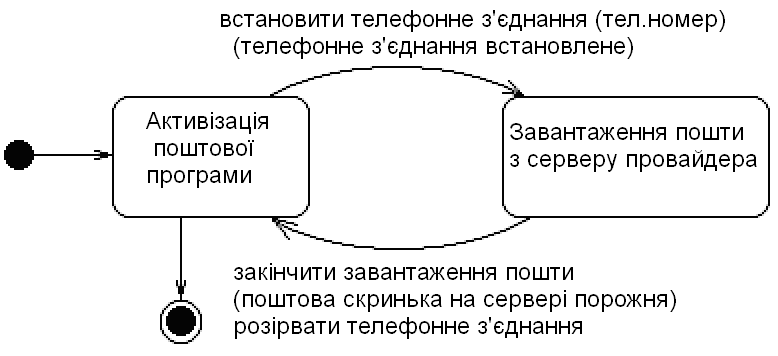 встановити телефонне з'єднання (тел.номер)
(телефонне з'єднання встановлене)
Активізація
поштової
програми
Завантаження пошти
з серверу провайдера
закінчити завантаження пошти
(поштова скринька на сервері порожня)
розірвати телефонне з'єднання